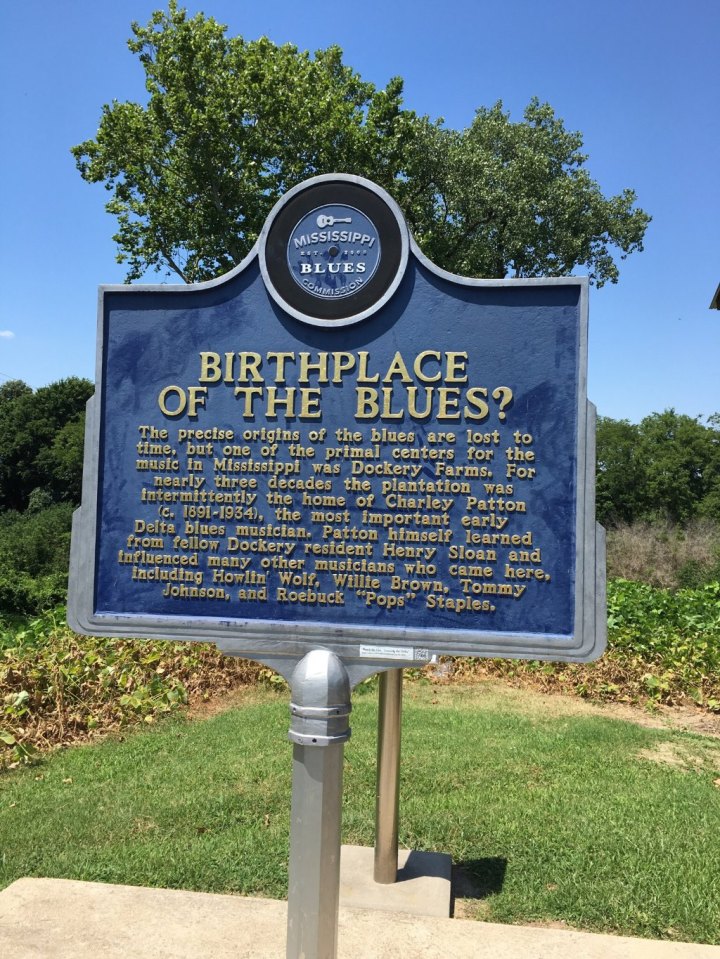 MISSISSIPPI
BLUES
COMMISSION
BIRTHPLACE
OF THE BLUES?
The precise origins of the blues are lost to
time, but one of the primal centers for the
music in Mississippi was Dockery Farms. For
nearly three decades the plantation was
intermittently the home of Charley Patton
(c. 1891-1934), the most important early
Delta blues musician. Patton himself learned
from fellow Dockery resident Henry Sloan and
influenced many other musicians who came here,
including Howlin' Wolf, Willie Brown, Tommy
Johnson, and Roebuck "Pops" Staples.